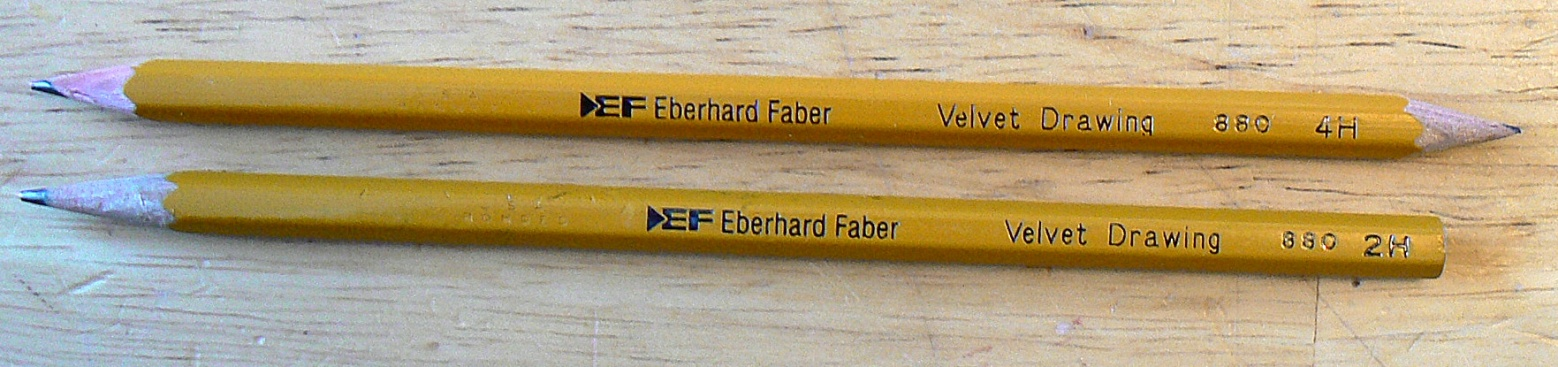 EF Eberhard Faber Velvet Drawing 880 4H
EF Eberhard Faber Velvet Drawing 880 2H